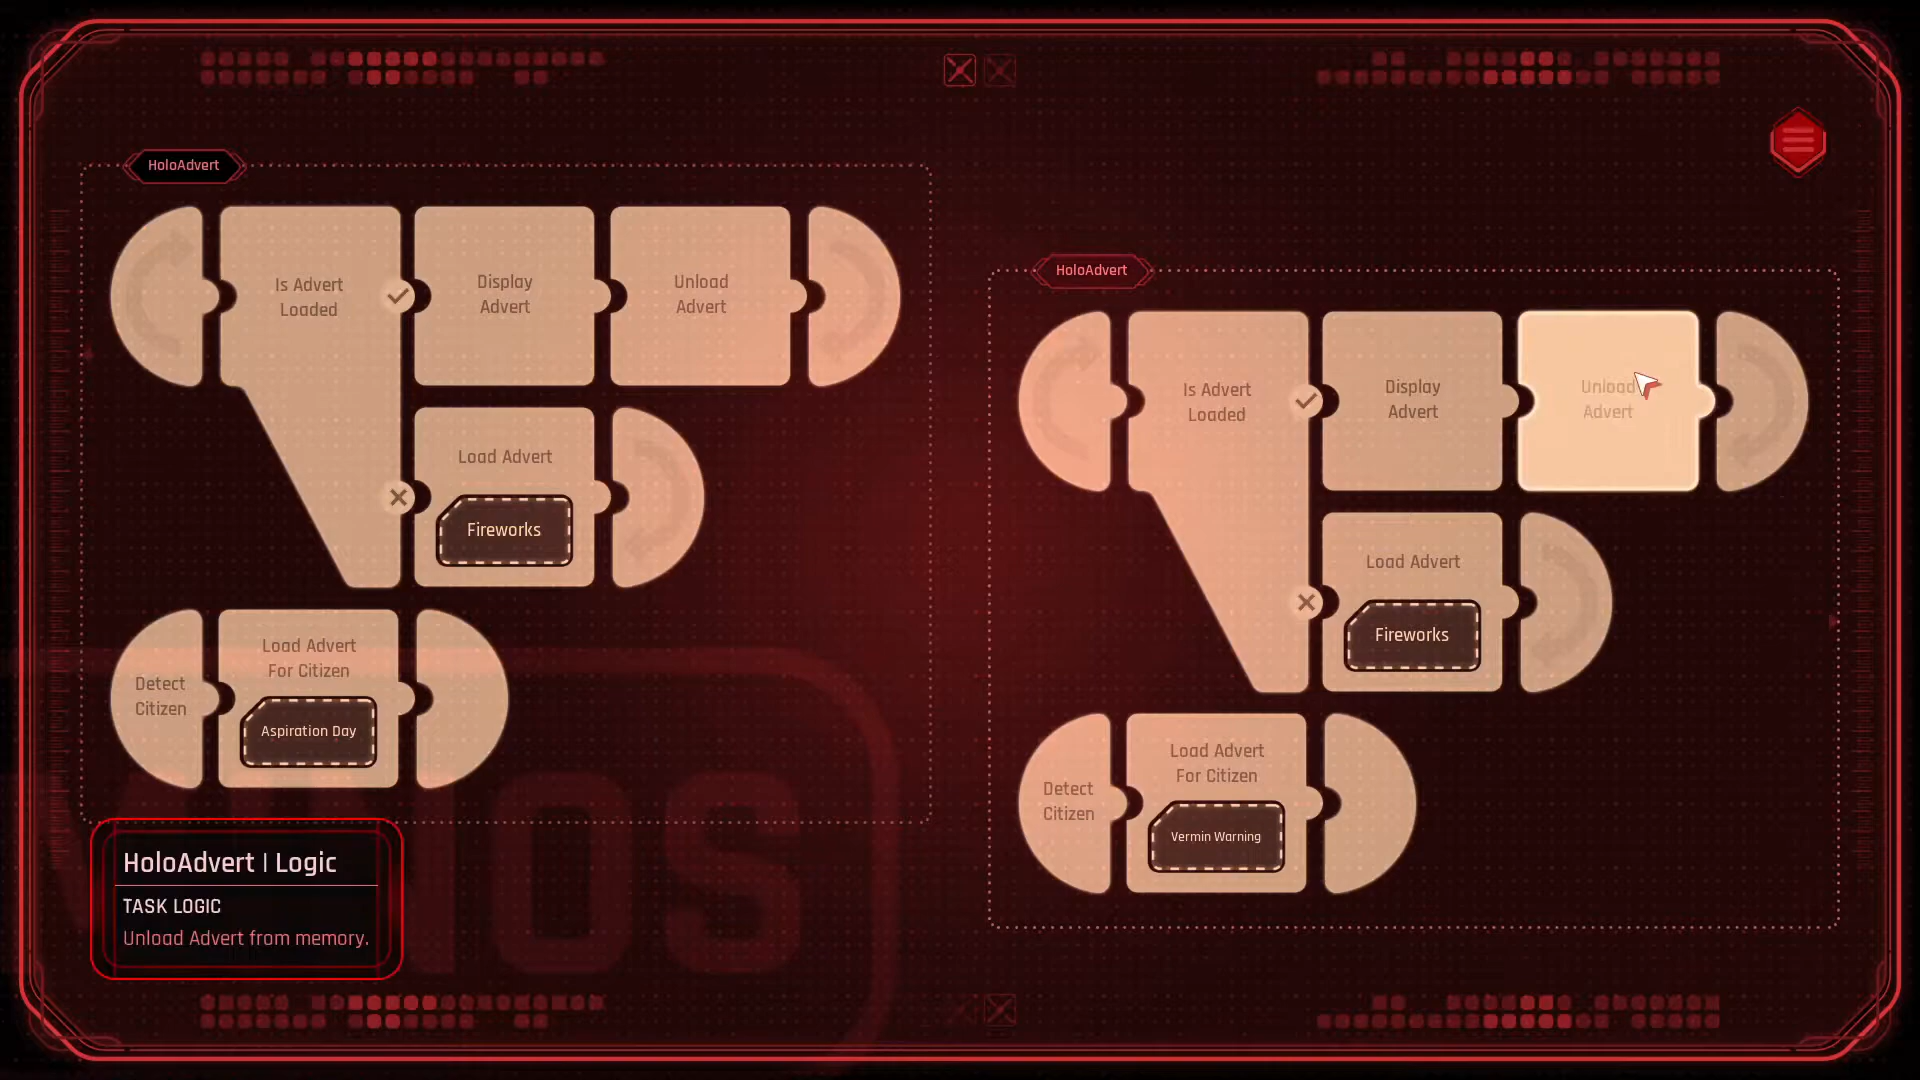 HoloAdvert
Is Advert
Loaded
Display
Advert
Unload
Advert
Load Advert
Fireworks
Detect
Citizen
Load Advert
For Citizen
Aspiration Day
HoloAdvert
Is Advert
Loaded
Display
Advert
Unload
Advert
Load Advert
Fireworks
Detect
Citizen
Load Advert
For Citizen
Vermin Warning
HoloAdvert | Logic
TASK LOGIC
Unload Advert from memory.